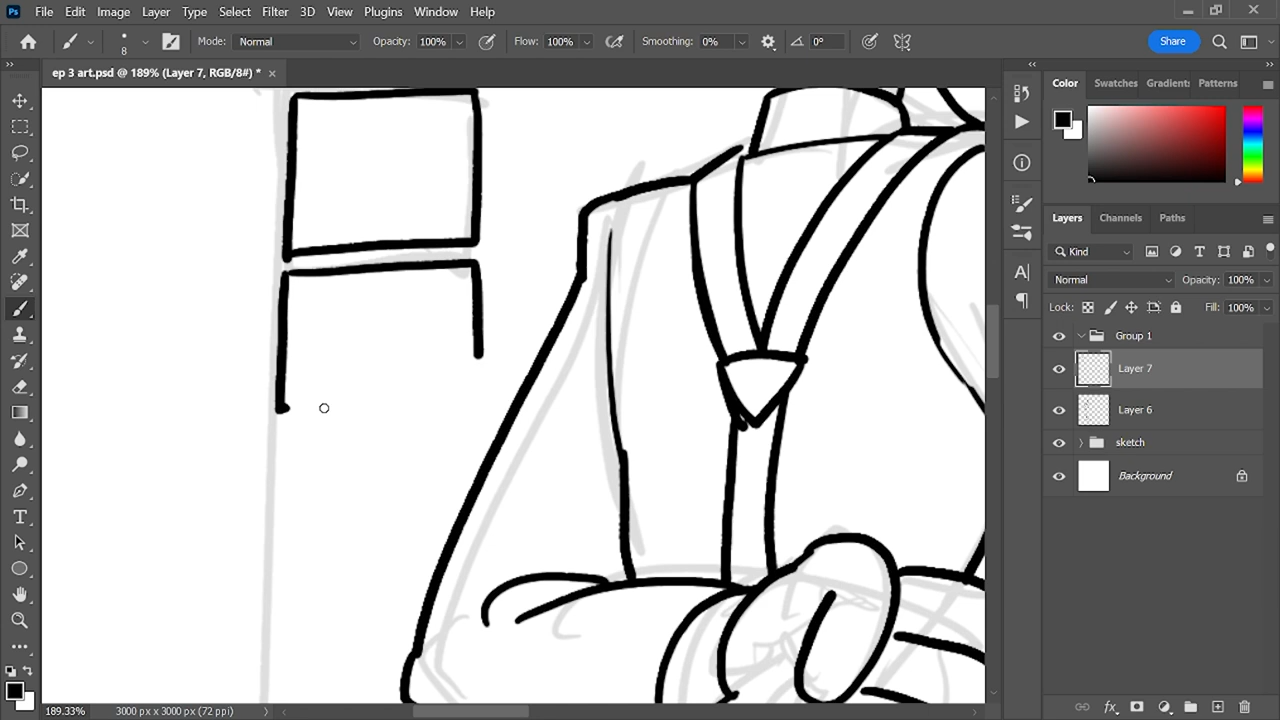 Ps File Edit Image Layer Type Select Filter 3D View Plugins Window Help
8 Mode: Normal Opacity: 100% Flow: 100% Smoothing: 0% 0° Share
ep 3 art.psd @ 189% (Layer 7, RGB/8#) * ×
Color Swatches Gradient Patterns
Layers Channels Paths
Kind
Normal Opacity: 100%
Lock: Fill: 100%
Group 1
Layer 7
Layer 6
sketch
Background
189.33% 3000 px x 3000 px (72 ppi)